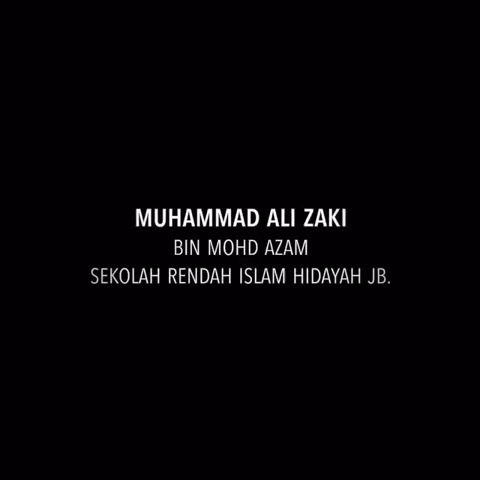 MUHAMMAD ALI ZAKI
BIN MOHD AZAM
SEKOLAH RENDAH ISLAM HIDAYAH JB.